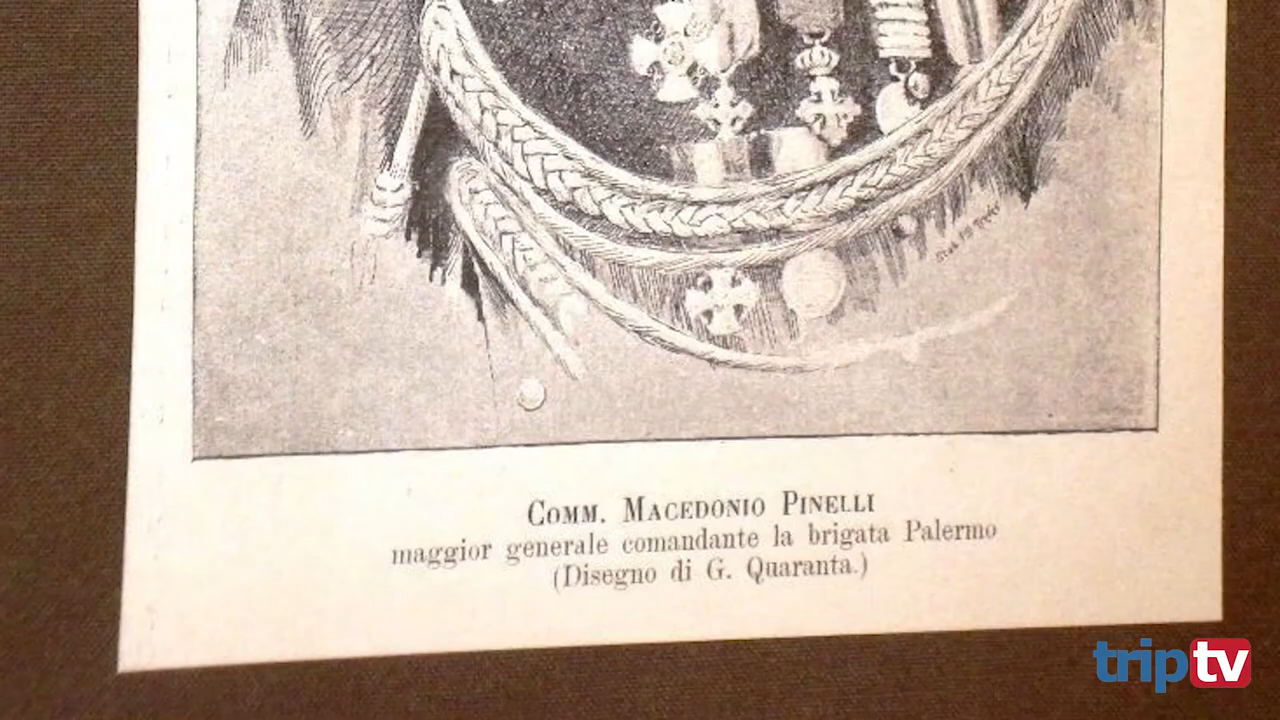 COMM. MACEDONIO PINELLI
maggior generale comandante la brigata Palermo
(Disegno di G. Quaranta.)
triptv